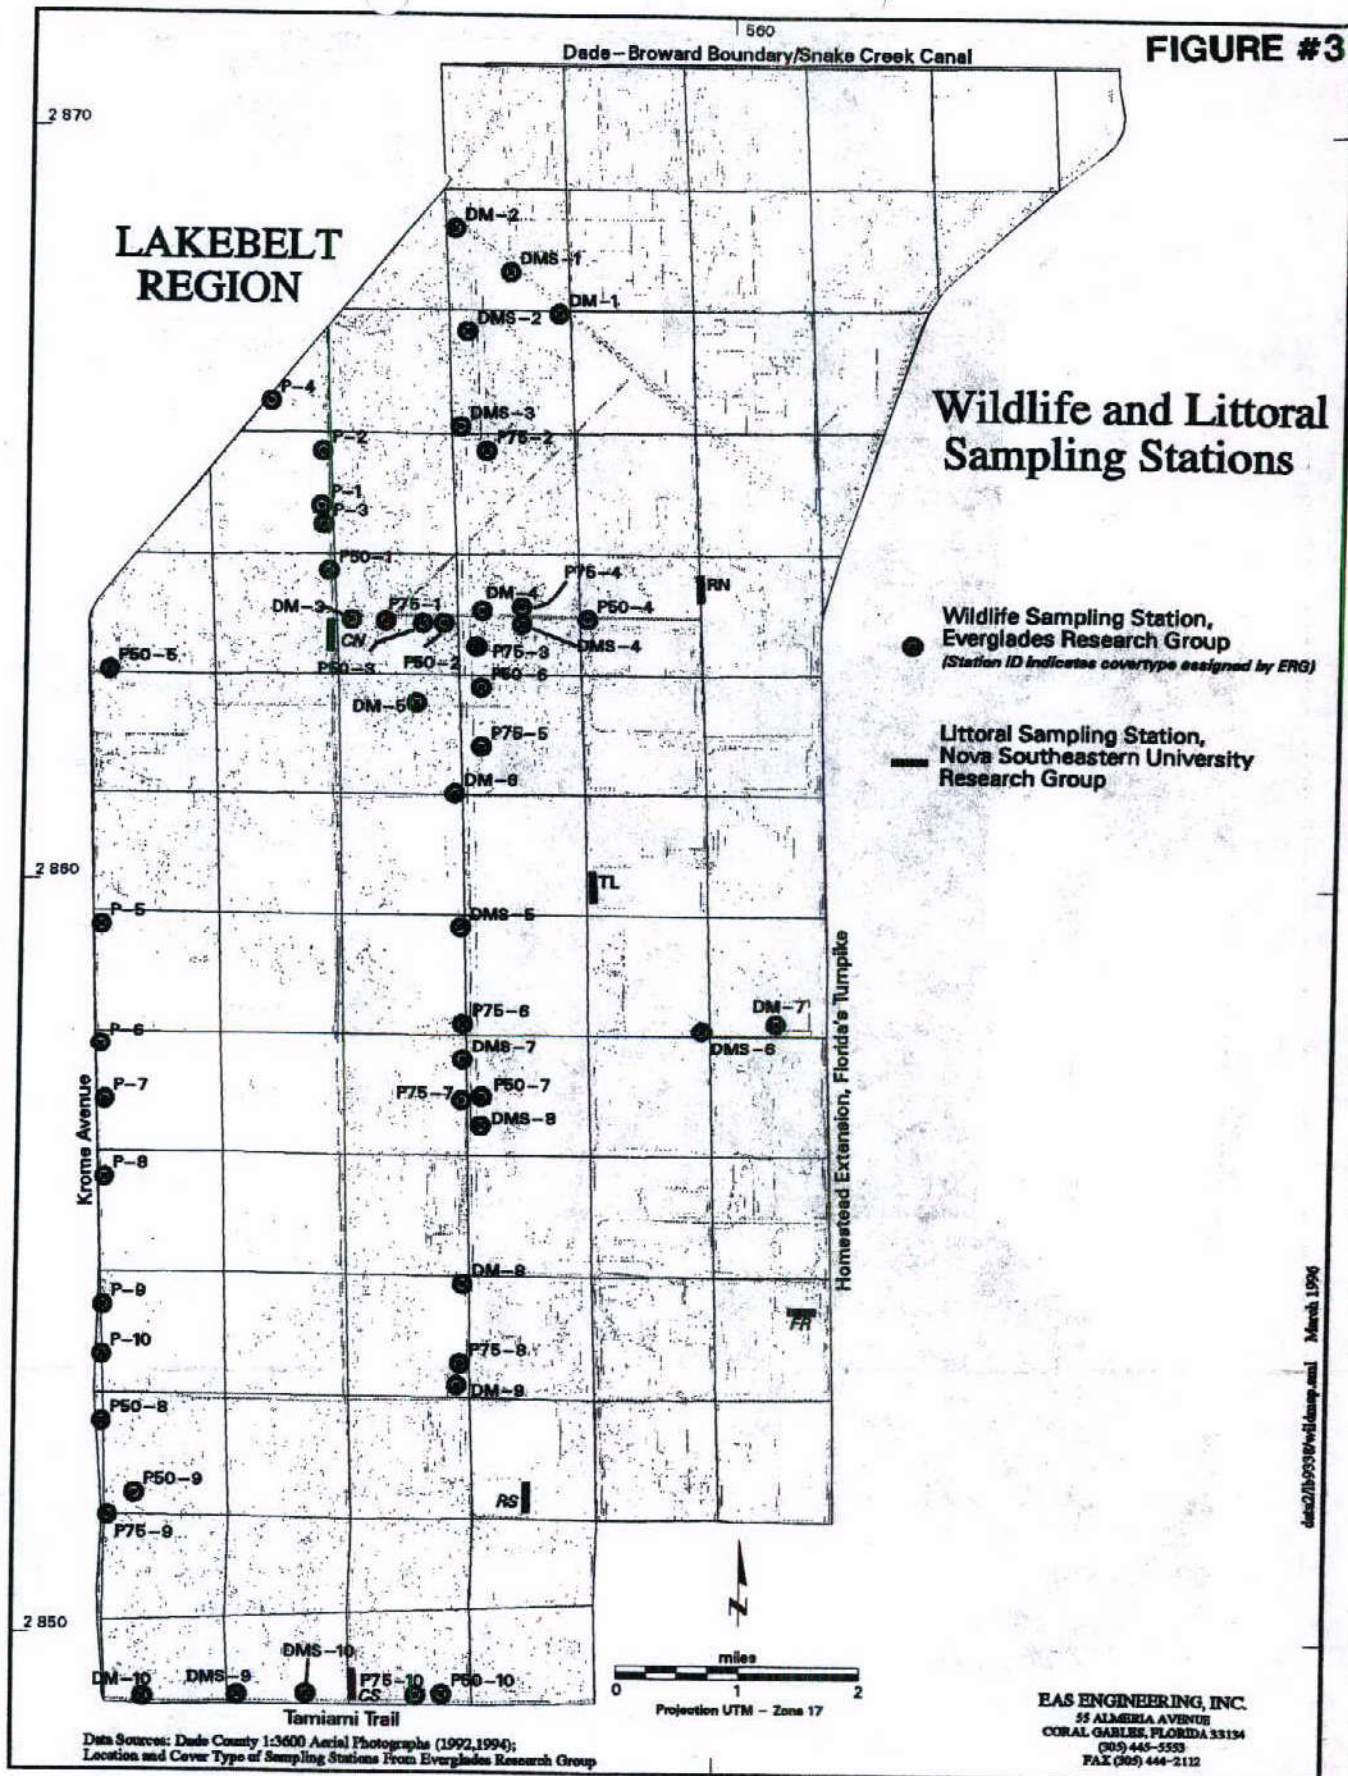 560
FIGURE #3
Dade-Broward Boundary/Snake Creek Canal
2 870
LAKEBELT
REGION
DM-2
DMS-1
DM-1
DMS-2
P-4
DMS-3
P-2
P75-2
Wildlife and Littoral
Sampling Stations
P-1
P-3
P50-1
P75-4
RN
DM-3
P75-1
DM-4
P50-4
CN
P50-3
P50-2
P75-3
DMS-4
P50-5
P50-6
DM-5
P75-5
DM-6
Wildlife Sampling Station,
Everglades Research Group
(Station ID indicates covertype assigned by ERG)
Littoral Sampling Station,
Nova Southeastern University
Research Group
2 860
TL
P-5
DMS-5
P75-6
DM-7
P-6
DMS-7
DMS-6
P-7
P75-7
P50-7
DMS-8
P-8
Krome Avenue
Homestead Extension, Florida's Turnpike
DM-8
P-9
FR
P-10
P75-8
DM-9
P50-8
P50-9
RS
P75-9
2 850
N
DMS-10
DM-10
DMS-9
P75-10
P50-10
CS
miles
0 1 2
Projection UTM - Zone 17
Tamiami Trail
Data Sources: Dade County 1:3600 Aerial Photographs (1992,1994);
Location and Cover Type of Sampling Stations From Everglades Research Group
EAS ENGINEERING, INC.
55 ALMERIA AVENUE
CORAL GABLES, FLORIDA 33134
(305) 445-5553
FAX (305) 444-2112
March 1996